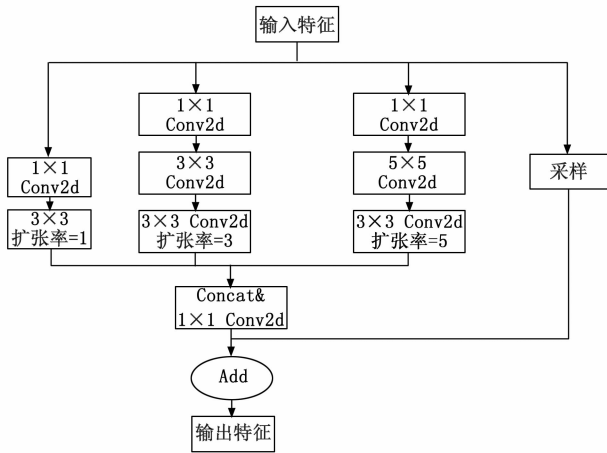 输入特征
1×1
Conv2d
1×1
Conv2d
1×1
Conv2d
3×3
Conv2d
5×5
Conv2d
采样
3×3
扩张率=1
3×3 Conv2d
扩张率=3
3×3 Conv2d
扩张率=5
Concat&
1×1 Conv2d
Add
输出特征